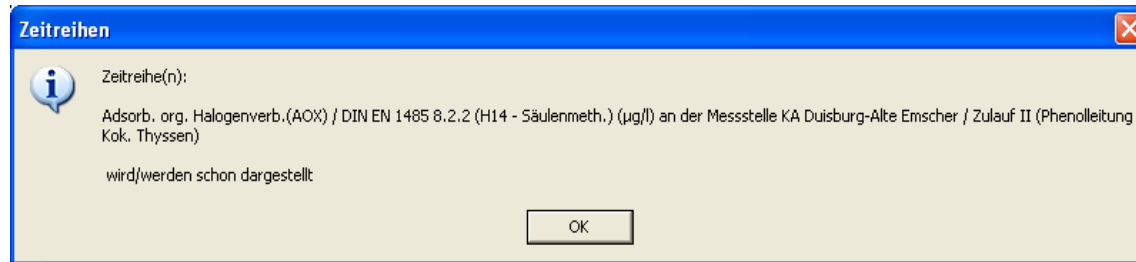 Zeitreihen
Zeitreihe(n):
Adsorb. org. Halogenverb.(AOX) / DIN EN 1485 8.2.2 (H14 - Säulenmeth.) (µg/l) an der Messstelle KA Duisburg-Alte Emscher / Zulauf II (Phenolleitung
Kok. Thyssen)
wird/werden schon dargestellt
OK